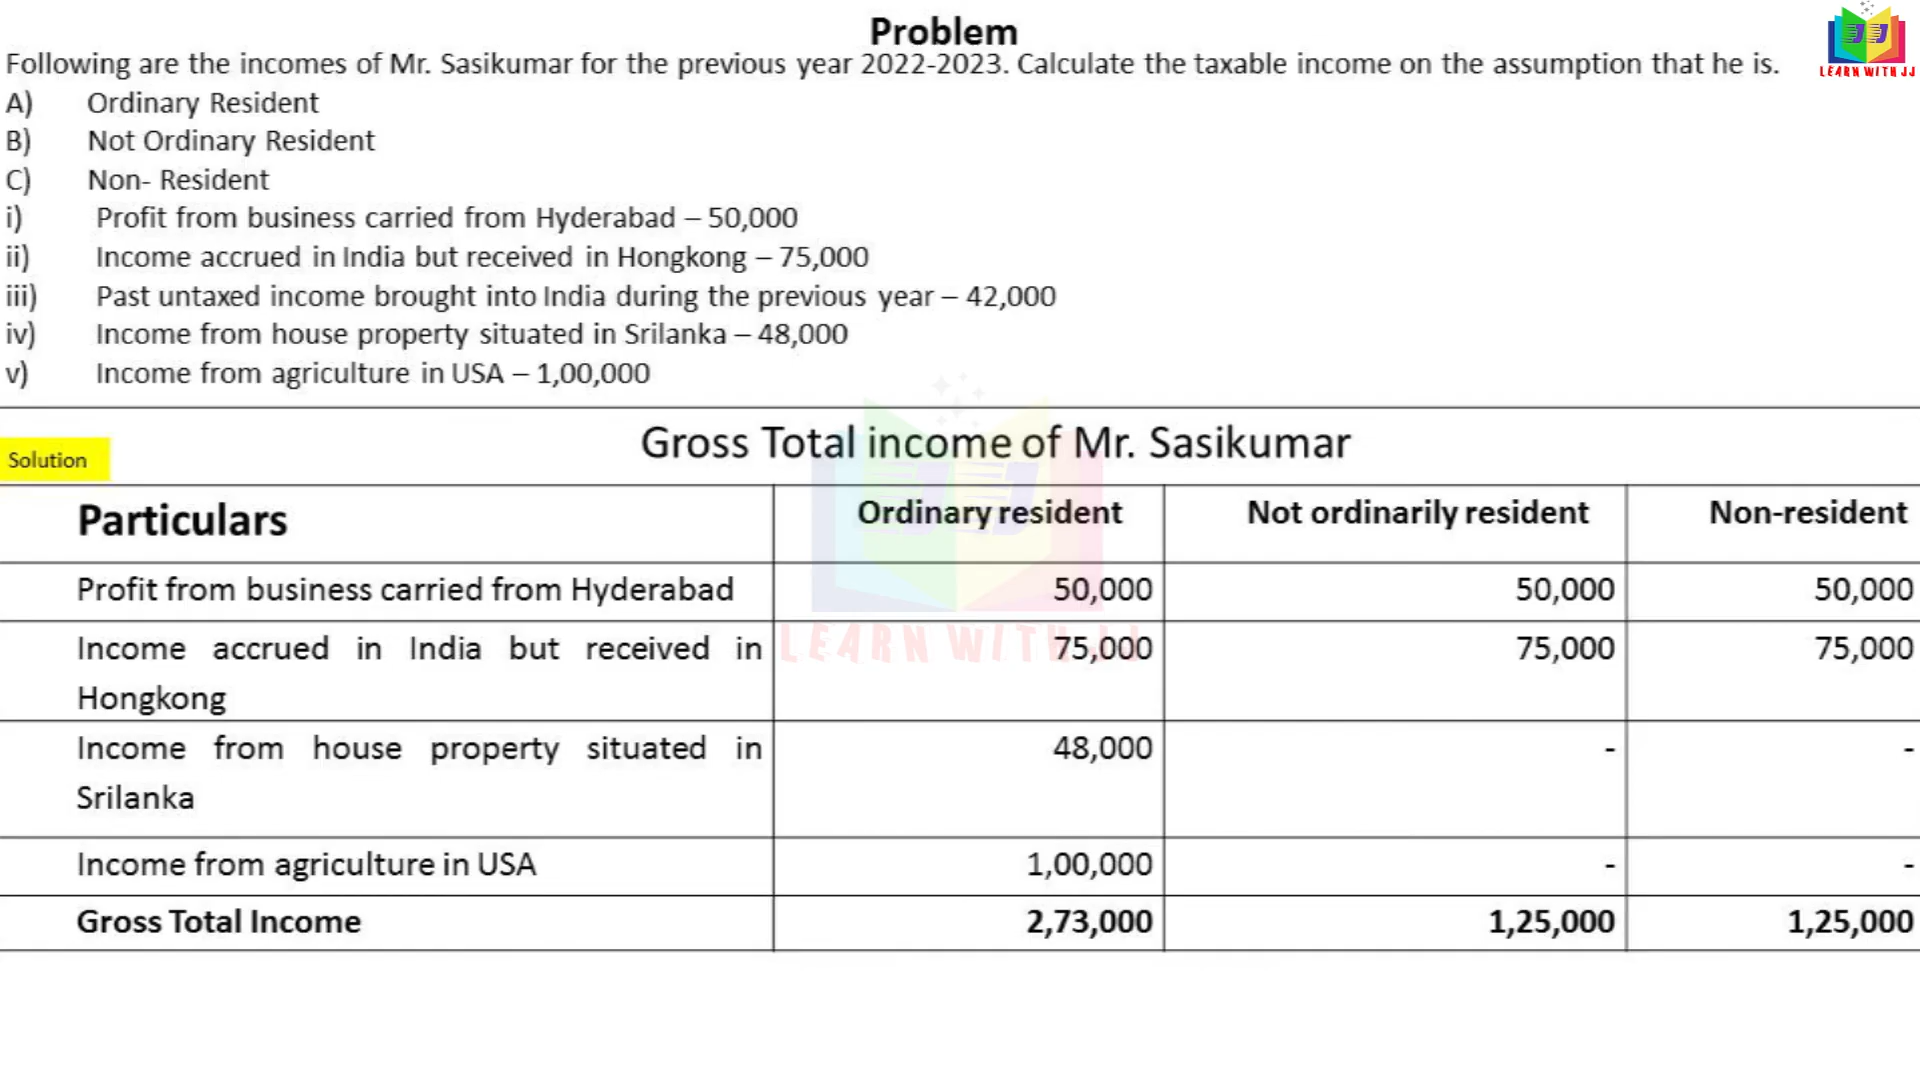 Problem
LEARN WITH JJ
Following are the incomes of Mr. Sasikumar for the previous year 2022-2023. Calculate the taxable income on the assumption that he is.
A) Ordinary Resident
B) Not Ordinary Resident
C) Non- Resident
i) Profit from business carried from Hyderabad – 50,000
ii) Income accrued in India but received in Hongkong – 75,000
iii) Past untaxed income brought into India during the previous year – 42,000
iv) Income from house property situated in Srilanka – 48,000
v) Income from agriculture in USA – 1,00,000
Solution
Gross Total income of Mr. Sasikumar
Particulars Ordinary resident Not ordinarily resident Non-resident
Profit from business carried from Hyderabad 50,000 50,000 50,000
Income accrued in India but received in 75,000 75,000 75,000
Hongkong
LEARN WITH JJ
Income from house property situated in 48,000 - -
Srilanka
Income from agriculture in USA 1,00,000 - -
Gross Total Income 2,73,000 1,25,000 1,25,000